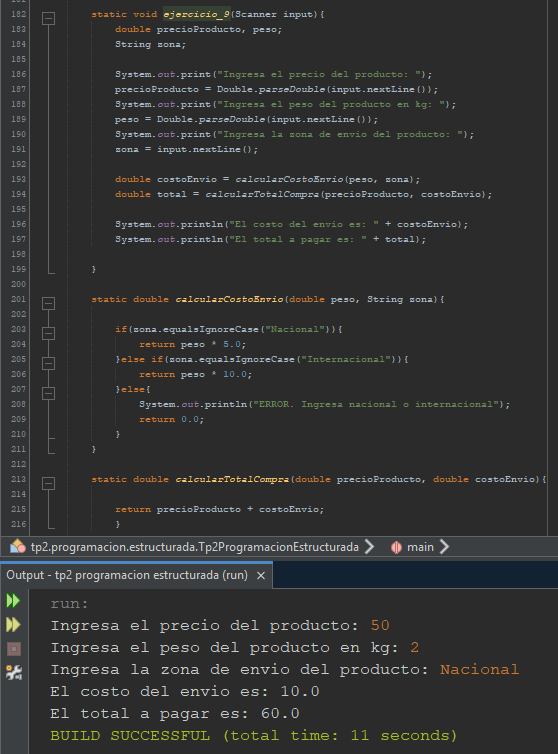 181
182 static void ejercicio_9(Scanner input){
183 double precioProducto, peso;
184 String zona;
185
186 System.out.print("Ingresa el precio del producto: ");
187 precioProducto = Double.parseDouble(input.nextLine());
188 System.out.print("Ingresa el peso del producto en kg: ");
189 peso = Double.parseDouble(input.nextLine());
190 System.out.print("Ingresa la zona de envio del producto: ");
191 zona = input.nextLine();
192
193 double costoEnvio = calcularCostoEnvio(peso, zona);
194 double total = calcularTotalCompra(precioProducto, costoEnvio);
195
196 System.out.println("El costo del envio es: " + costoEnvio);
197 System.out.println("El total a pagar es: " + total);
198
199 }
200
201 static double calcularCostoEnvio(double peso, String zona){
202
203 if(zona.equalsIgnoreCase("Nacional")){
204 return peso * 5.0;
205 }else if(zona.equalsIgnoreCase("Internacional")){
206 return peso * 10.0;
207 }else{
208 System.out.println("ERROR. Ingresa nacional o internacional");
209 return 0.0;
210 }
211 }
212
213 static double calcularTotalCompra(double precioProducto, double costoEnvio){
214
215 return precioProducto + costoEnvio;
216 }
tp2.programacion.estructurada.Tp2ProgramacionEstructurada main
Output - tp2 programacion estructurada (run) ×
run:
Ingresa el precio del producto: 50
Ingresa el peso del producto en kg: 2
Ingresa la zona de envio del producto: Nacional
El costo del envio es: 10.0
El total a pagar es: 60.0
BUILD SUCCESSFUL (total time: 11 seconds)